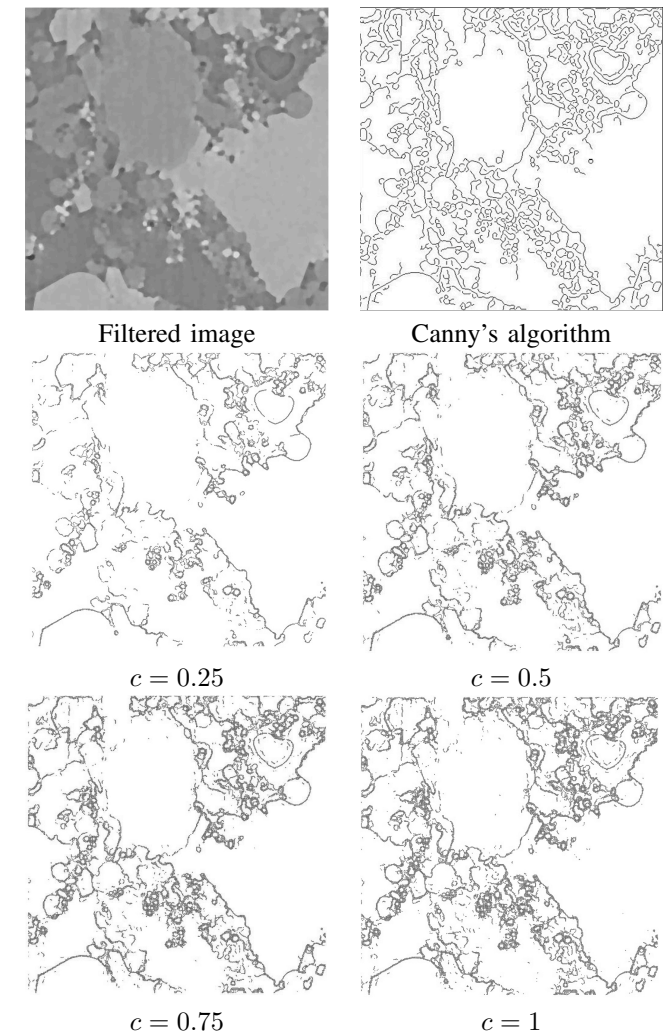 Filtered image
Canny's algorithm
c = 0.25
c = 0.5
c = 0.75
c = 1